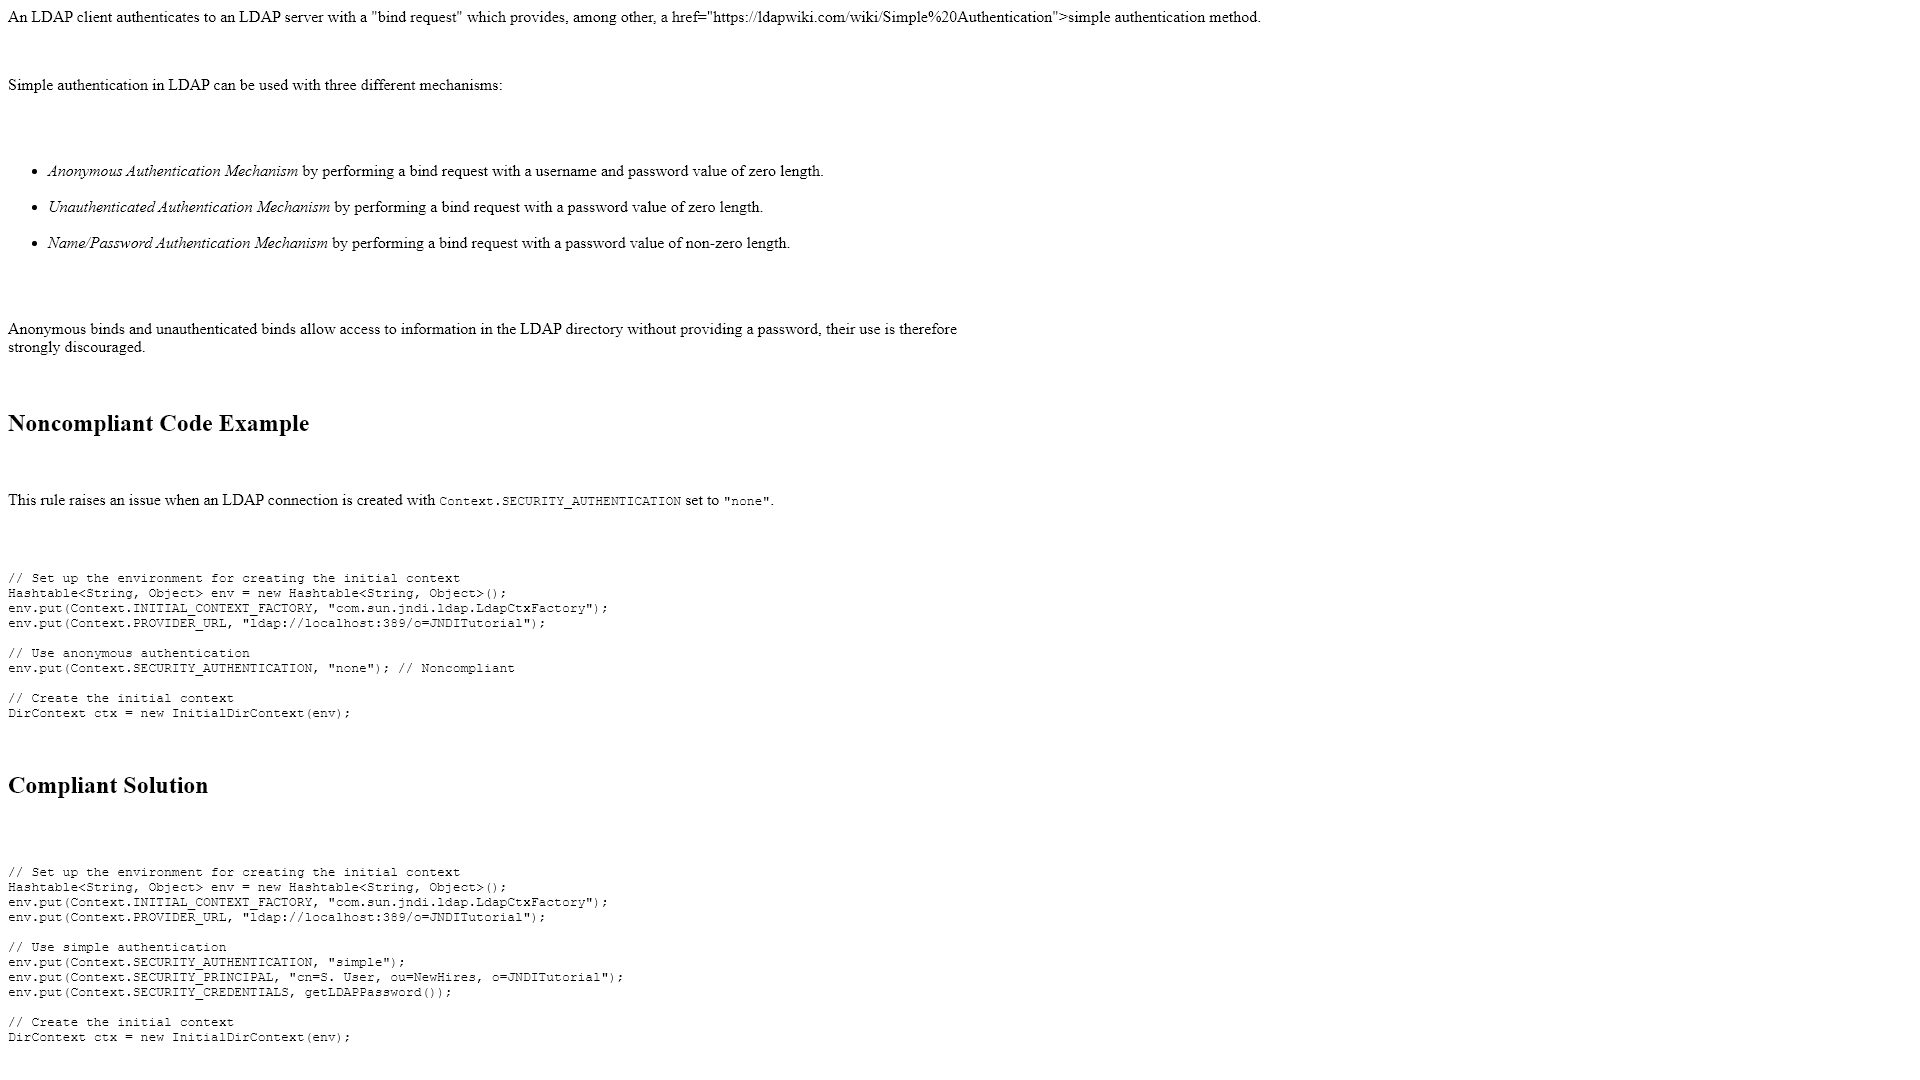 An LDAP client authenticates to an LDAP server with a "bind request" which provides, among other, a href="https://ldapwiki.com/wiki/Simple%20Authentication">simple authentication method.
Simple authentication in LDAP can be used with three different mechanisms:
• Anonymous Authentication Mechanism by performing a bind request with a username and password value of zero length.
• Unauthenticated Authentication Mechanism by performing a bind request with a password value of zero length.
• Name/Password Authentication Mechanism by performing a bind request with a password value of non-zero length.
Anonymous binds and unauthenticated binds allow access to information in the LDAP directory without providing a password, their use is therefore
strongly discouraged.
Noncompliant Code Example
This rule raises an issue when an LDAP connection is created with Context.SECURITY_AUTHENTICATION set to "none".
// Set up the environment for creating the initial context
Hashtable<String, Object> env = new Hashtable<String, Object>();
env.put(Context.INITIAL_CONTEXT_FACTORY, "com.sun.jndi.ldap.LdapCtxFactory");
env.put(Context.PROVIDER_URL, "ldap://localhost:389/o=JNDITutorial");
// Use anonymous authentication
env.put(Context.SECURITY_AUTHENTICATION, "none"); // Noncompliant
// Create the initial context
DirContext ctx = new InitialDirContext(env);
Compliant Solution
// Set up the environment for creating the initial context
Hashtable<String, Object> env = new Hashtable<String, Object>();
env.put(Context.INITIAL_CONTEXT_FACTORY, "com.sun.jndi.ldap.LdapCtxFactory");
env.put(Context.PROVIDER_URL, "ldap://localhost:389/o=JNDITutorial");
// Use simple authentication
env.put(Context.SECURITY_AUTHENTICATION, "simple");
env.put(Context.SECURITY_PRINCIPAL, "cn=S. User, ou=NewHires, o=JNDITutorial");
env.put(Context.SECURITY_CREDENTIALS, getLDAPPassword());
// Create the initial context
DirContext ctx = new InitialDirContext(env);